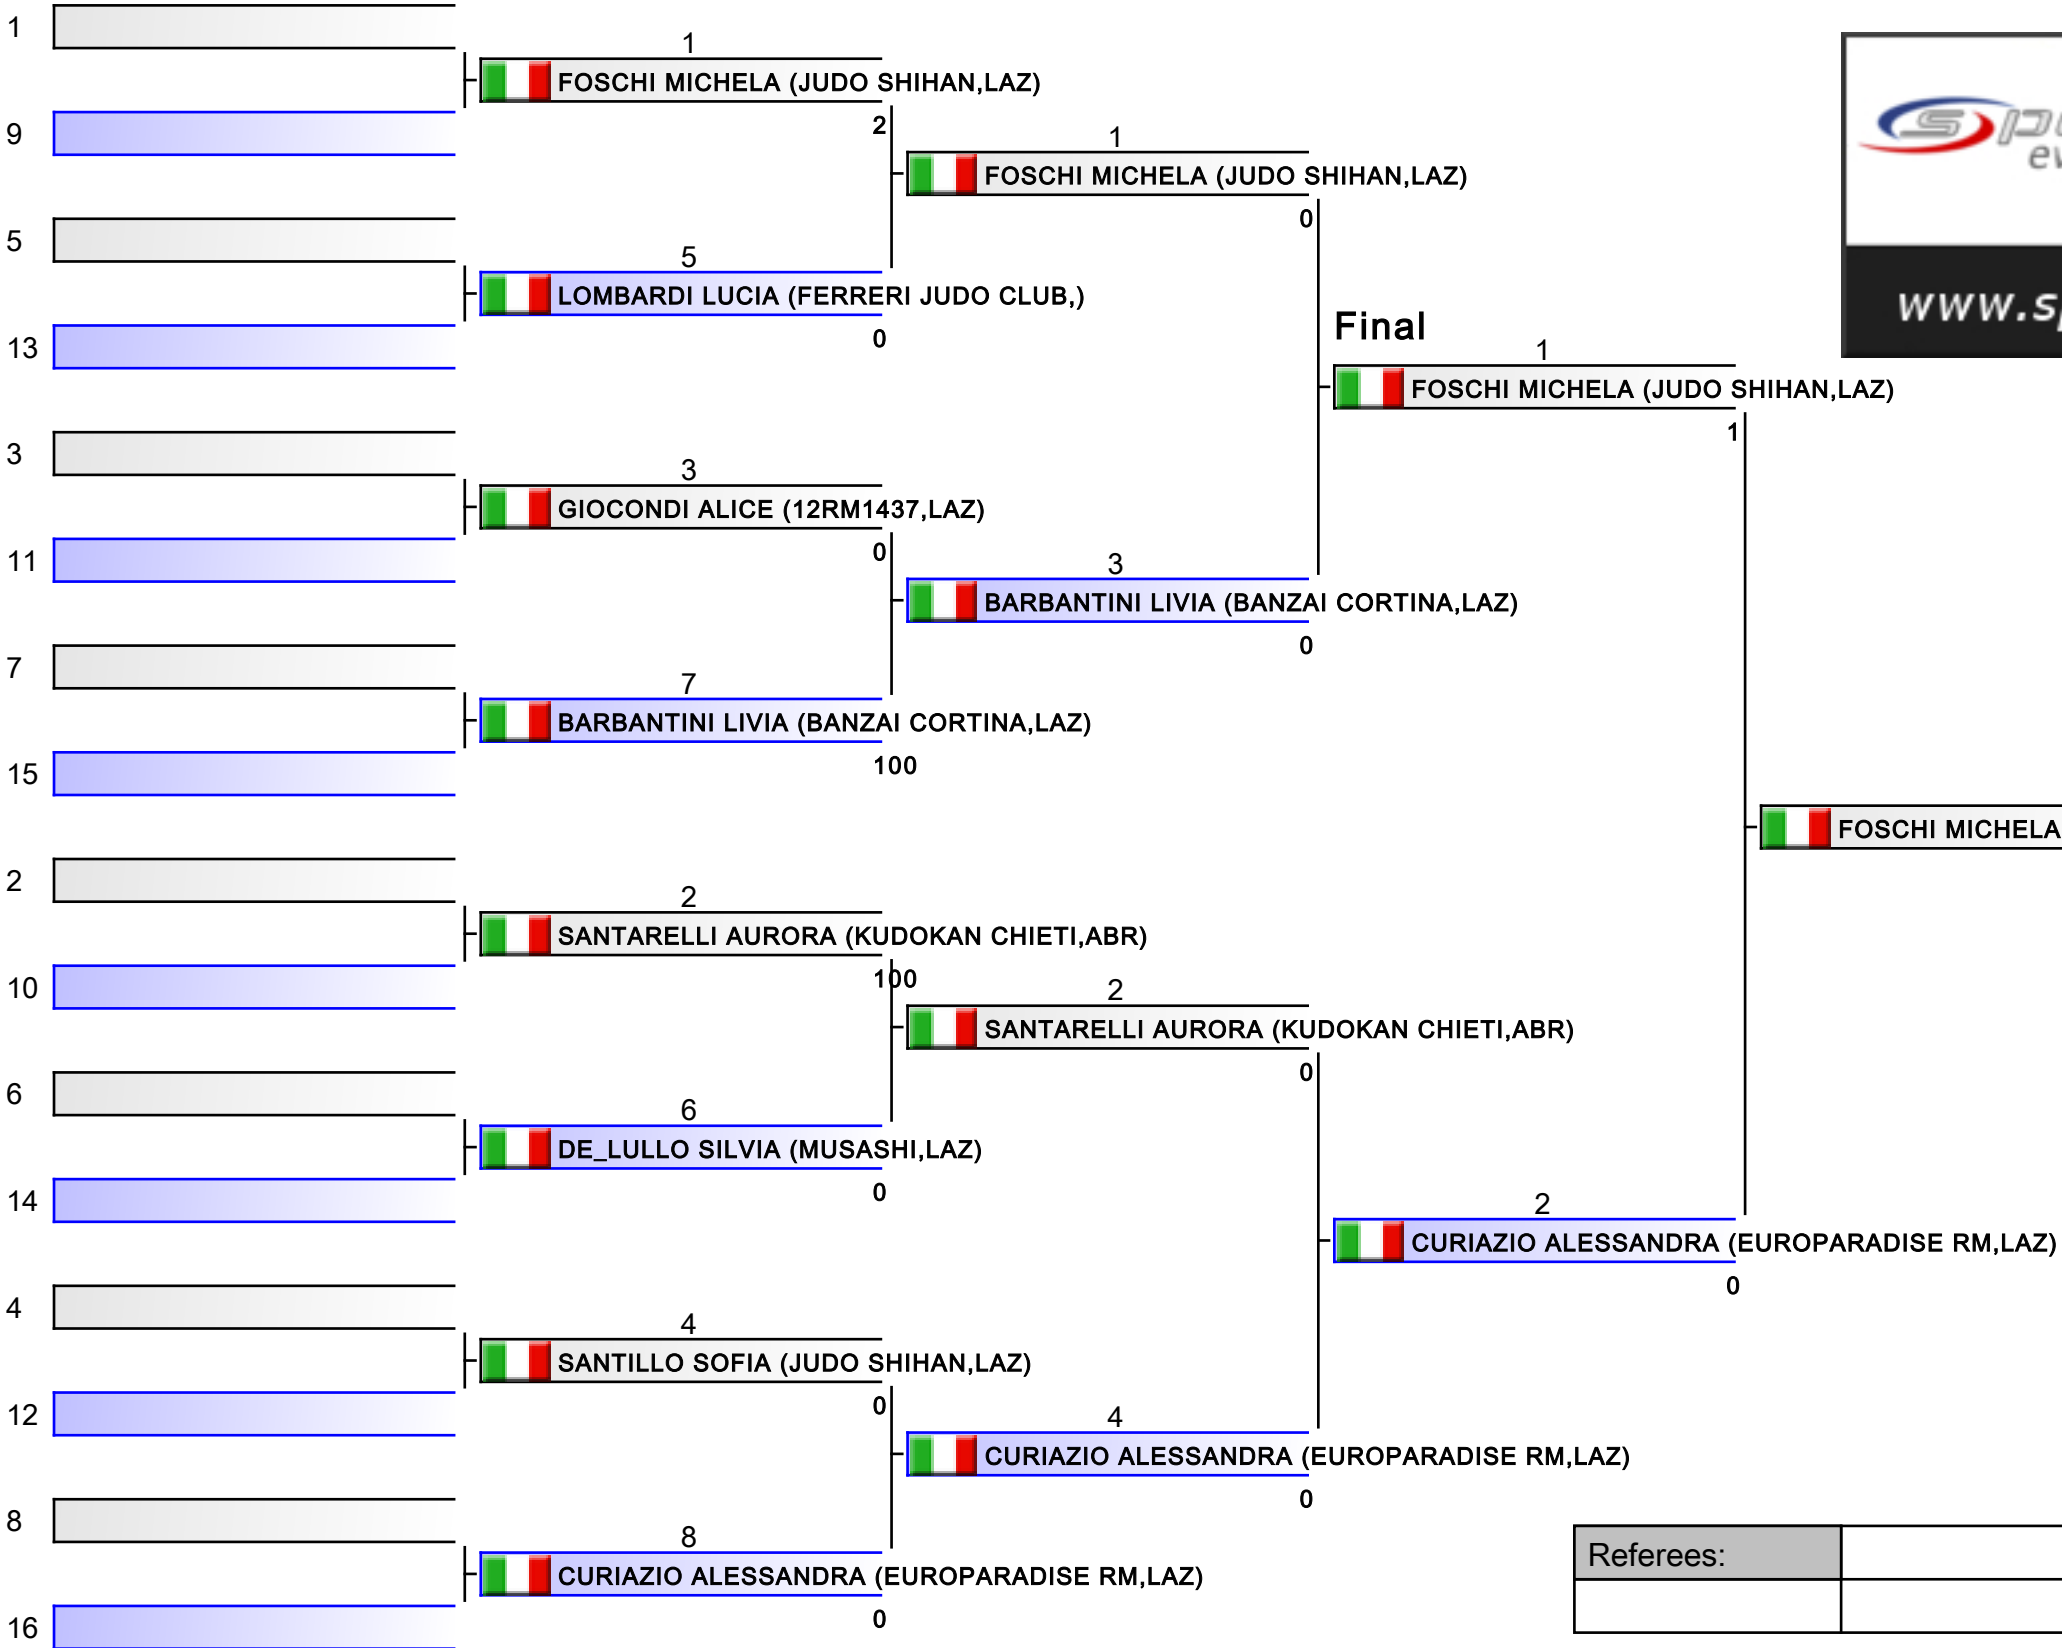 1
1
FOSCHI MICHELA (JUDO SHIHAN,LAZ)
9
2
1
FOSCHI MICHELA (JUDO SHIHAN,LAZ)
0
5
5
LOMBARDI LUCIA (FERRERI JUDO CLUB,)
13
0
Final
1
FOSCHI MICHELA (JUDO SHIHAN,LAZ)
1
3
3
GIOCONDI ALICE (12RM1437,LAZ)
11
0
3
BARBANTINI LIVIA (BANZAI CORTINA,LAZ)
0
7
7
BARBANTINI LIVIA (BANZAI CORTINA,LAZ)
15
100
FOSCHI MICHELA
2
2
SANTARELLI AURORA (KUDOKAN CHIETI,ABR)
10
100
2
SANTARELLI AURORA (KUDOKAN CHIETI,ABR)
0
6
6
DE_LULLO SILVIA (MUSASHI,LAZ)
14
0
2
CURIAZIO ALESSANDRA (EUROPARADISE RM,LAZ)
0
4
4
SANTILLO SOFIA (JUDO SHIHAN,LAZ)
12
0
4
CURIAZIO ALESSANDRA (EUROPARADISE RM,LAZ)
0
8
8
CURIAZIO ALESSANDRA (EUROPARADISE RM,LAZ)
16
0
Referees: